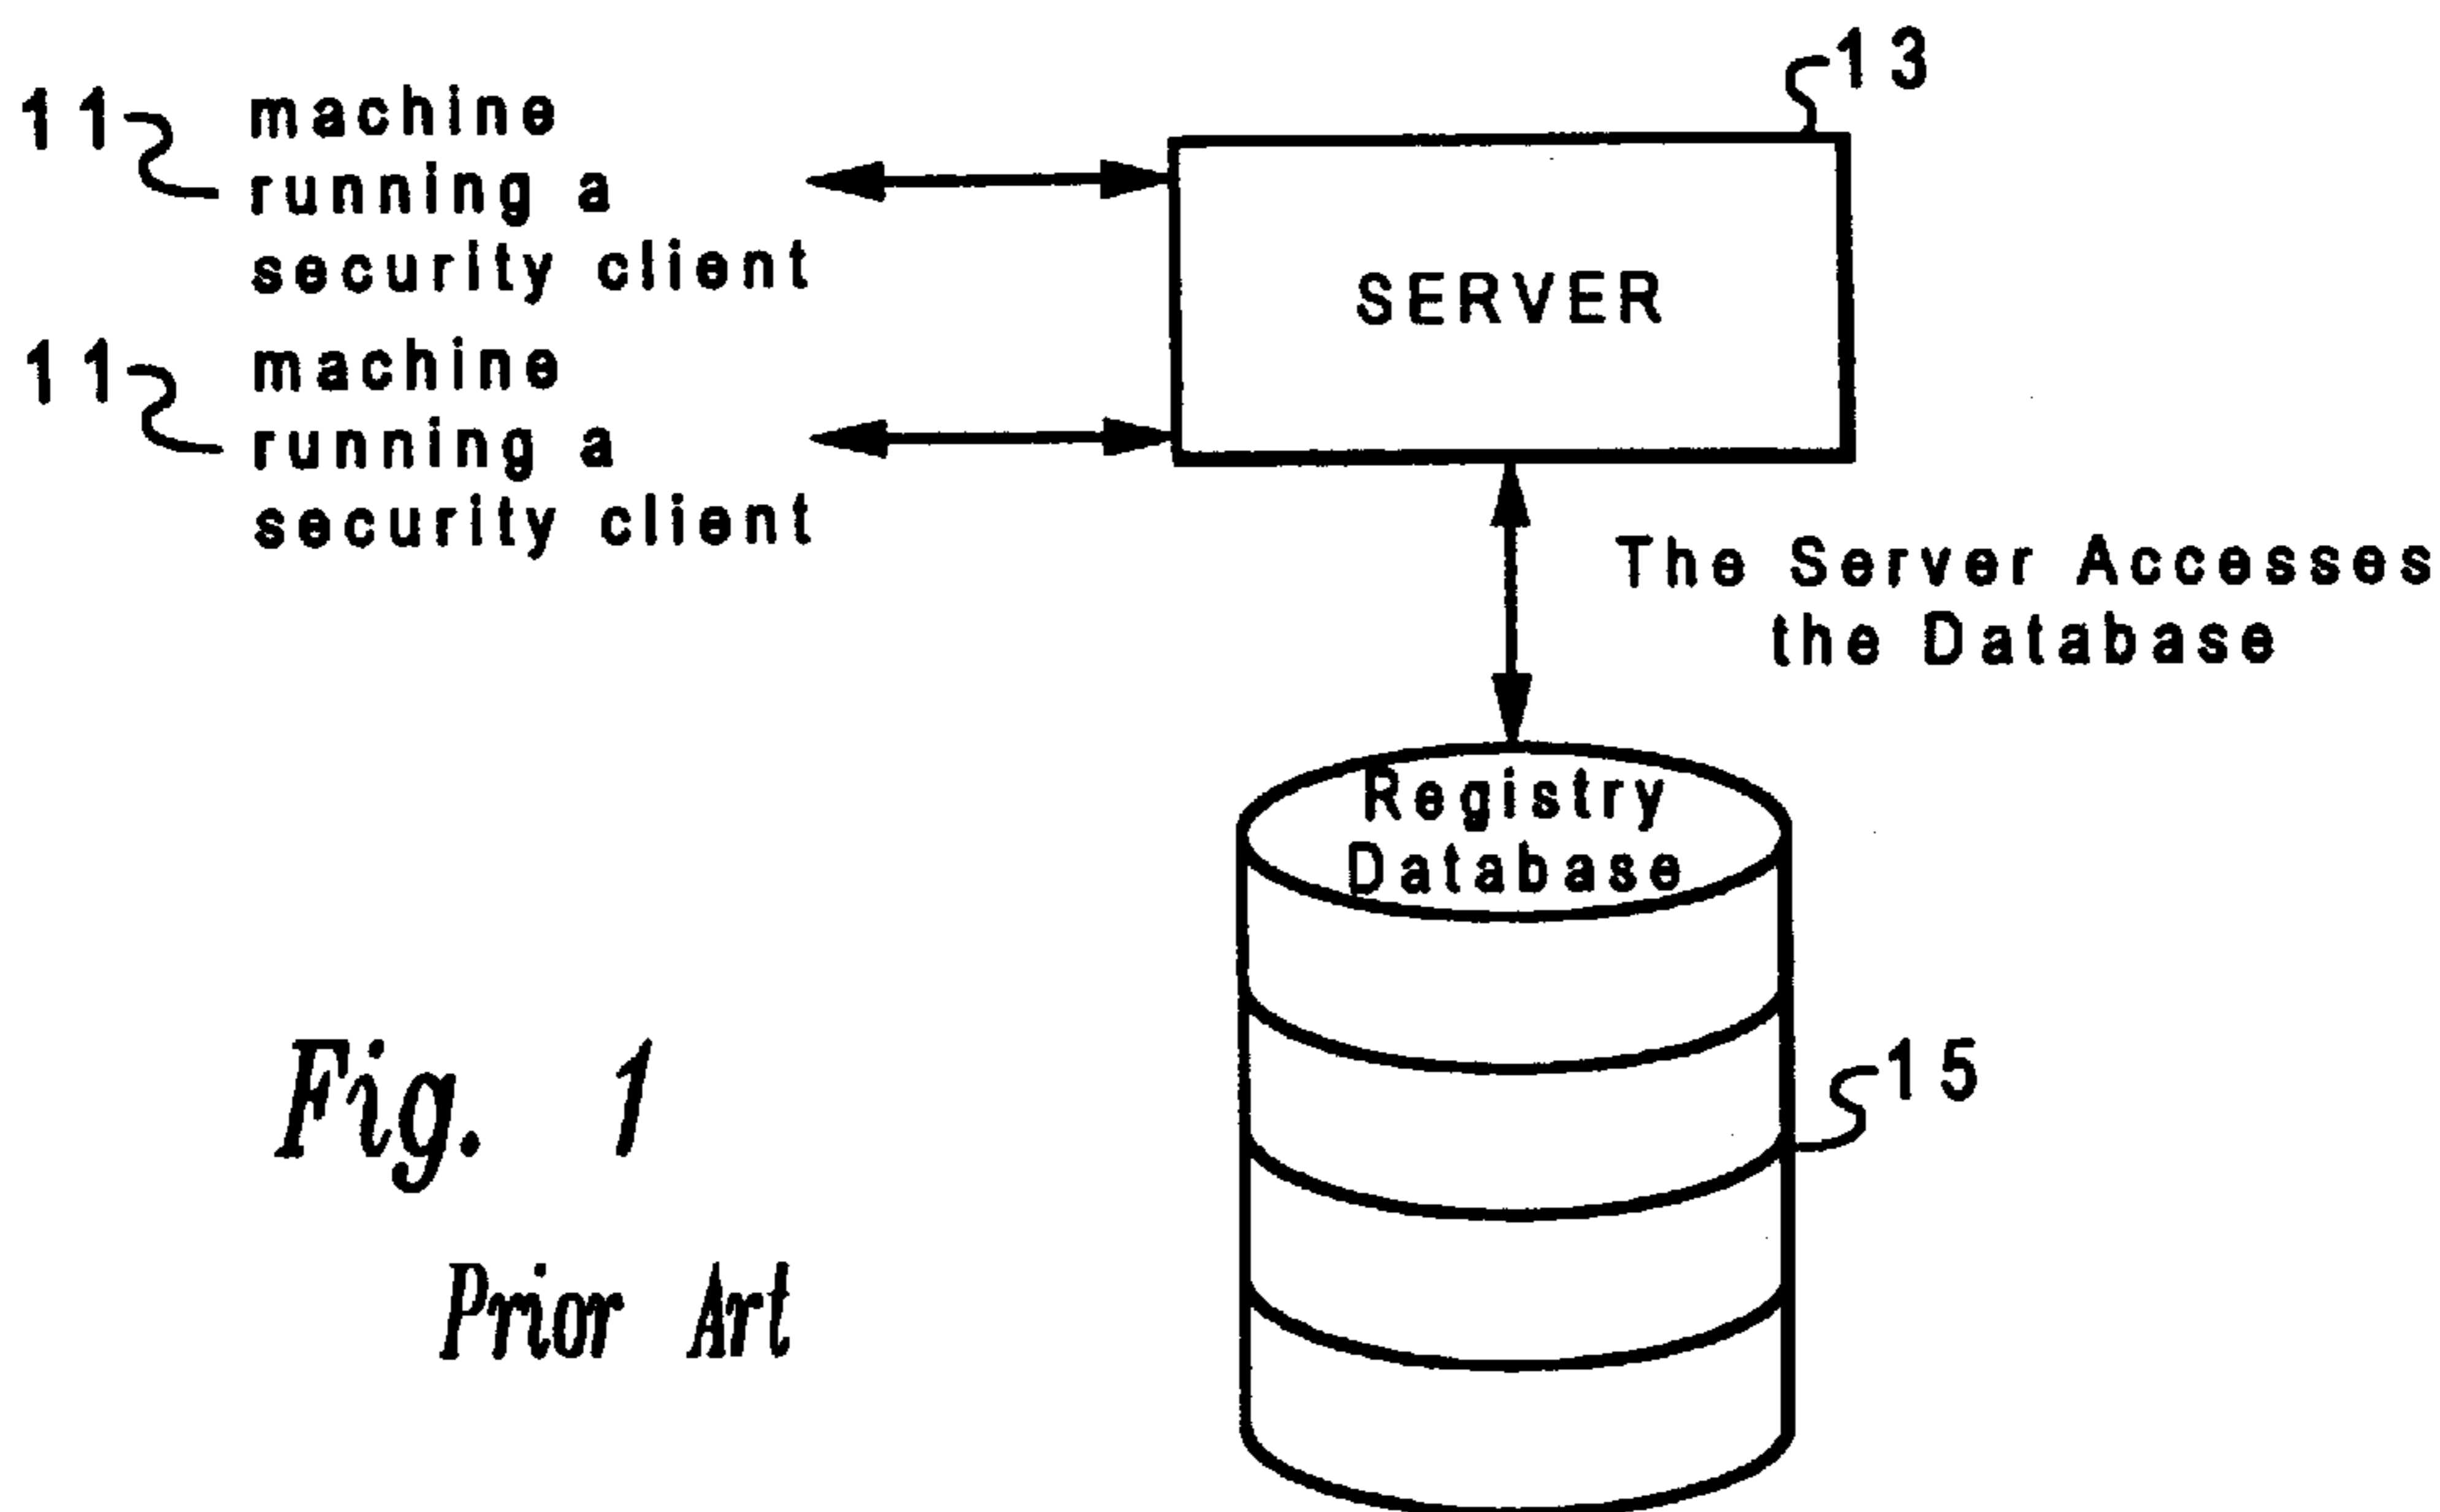 13
11
machine
running a
security client
SERVER
11
machine
running a
security client
The Server Accesses
the Database
Registry
Database
15
Fig. 1
Prior Art